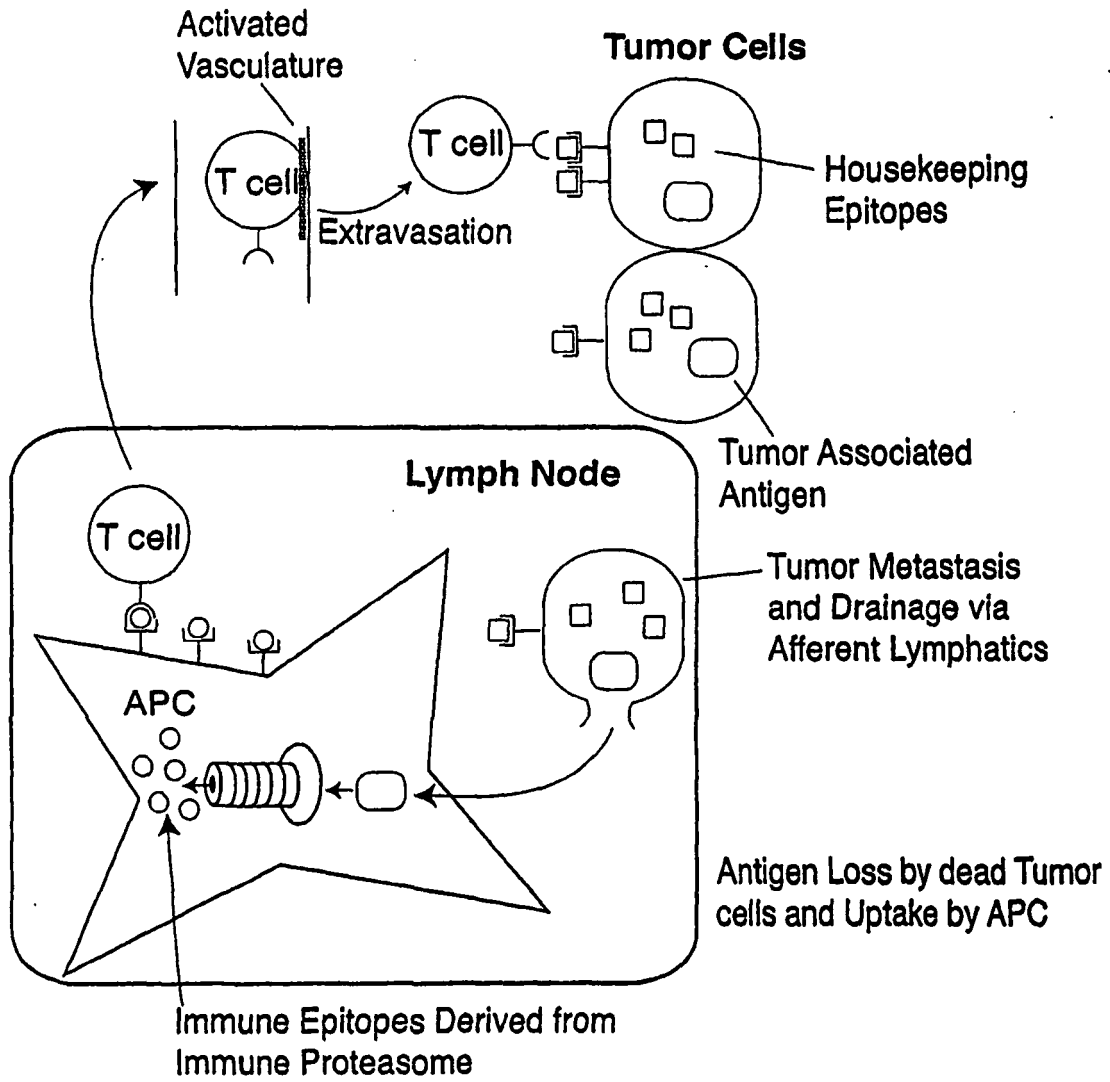 Activated
Vasculature
Tumor Cells
T cell
T cell
Extravasation
Housekeeping
Epitopes
Tumor Associated
Antigen
Lymph Node
T cell
Tumor Metastasis
and Drainage via
Afferent Lymphatics
APC
Antigen Loss by dead Tumor
cells and Uptake by APC
Immune Epitopes Derived from
Immune Proteasome